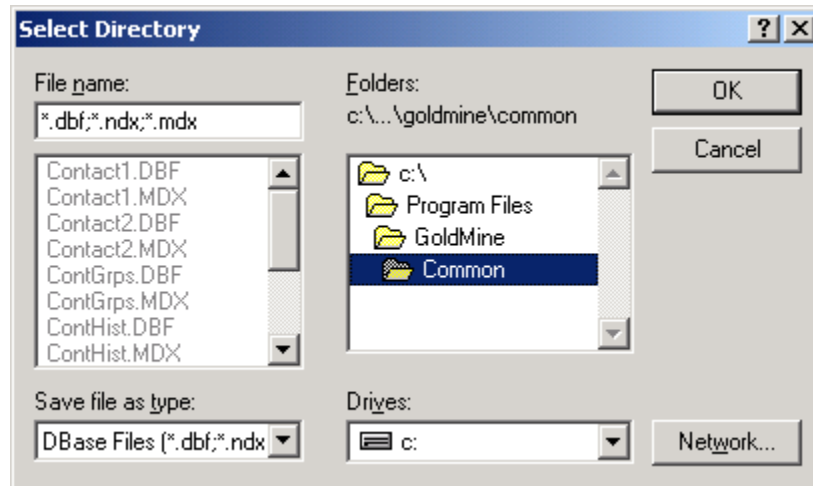 Select Directory
File name:
*.dbf;*.ndx;*.mdx
Contact1.DBF
Contact1.MDX
Contact2.DBF
Contact2.MDX
ContGrps.DBF
ContGrps.MDX
ContHist.DBF
ContHist.MDX
Save file as type:
DBase Files (*.dbf;*.ndx
Folders:
c:\...\goldmine\common
c:\
Program Files
GoldMine
Common
Drives:
c:
OK
Cancel
Network...